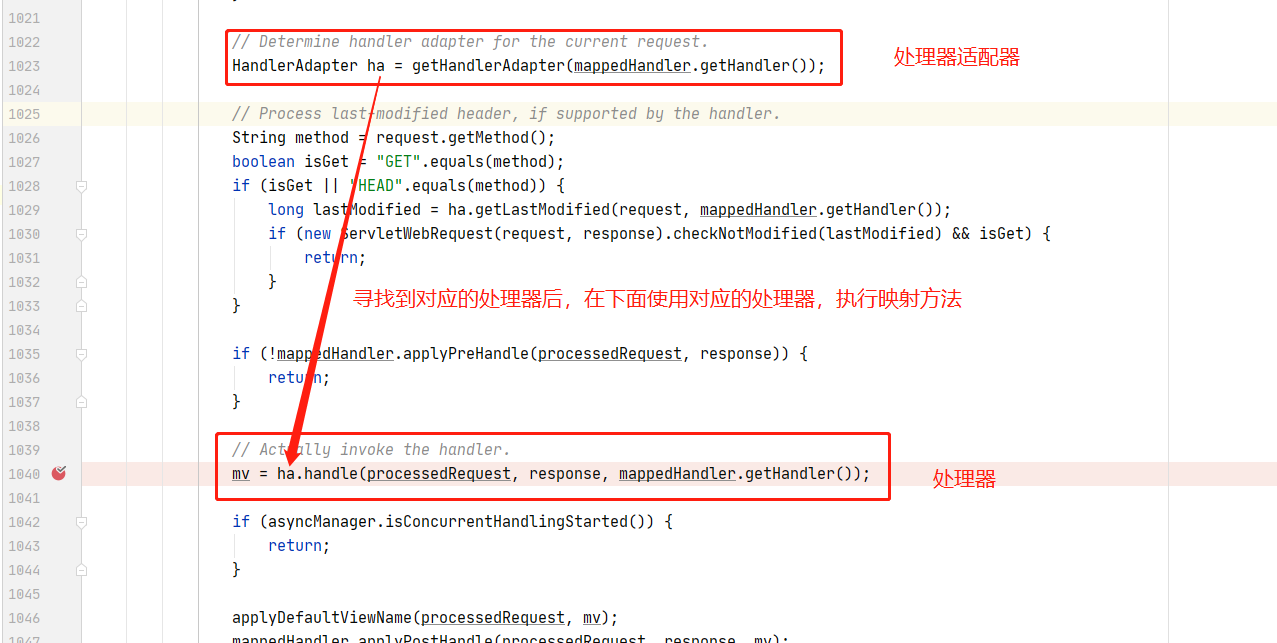 1021
1022 // Determine handler adapter for the current request.
1023 HandlerAdapter ha = getHandlerAdapter(mappedHandler.getHandler());
处理器适配器
1024
1025 // Process last-modified header, if supported by the handler.
1026 String method = request.getMethod();
1027 boolean isGet = "GET".equals(method);
1028 if (isGet || "HEAD".equals(method)) {
1029 long lastModified = ha.getLastModified(request, mappedHandler.getHandler());
1030 if (new ServletWebRequest(request, response).checkNotModified(lastModified) && isGet) {
1031 return;
1032 }
寻找到对应的处理器后，在下面使用对应的处理器，执行映射方法
1033 }
1034
1035 if (!mappedHandler.applyPreHandle(processedRequest, response)) {
1036 return;
1037 }
1038
1039 // Actually invoke the handler.
1040 mv = ha.handle(processedRequest, response, mappedHandler.getHandler());
处理器
1041
1042 if (asyncManager.isConcurrentHandlingStarted()) {
1043 return;
1044 }
1045
1046 applyDefaultViewName(processedRequest, mv);
1047 mappedHandler.applyPostHandle(processedRequest, response, mv);